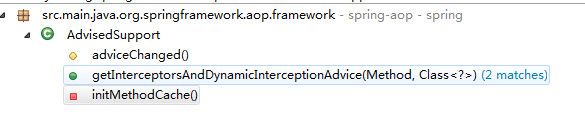 src.main.java.org.springframework.aop.framework - spring-aop - spring
AdvisedSupport
adviceChanged()
getInterceptorsAndDynamicInterceptionAdvice(Method, Class<?>) (2 matches)
initMethodCache()